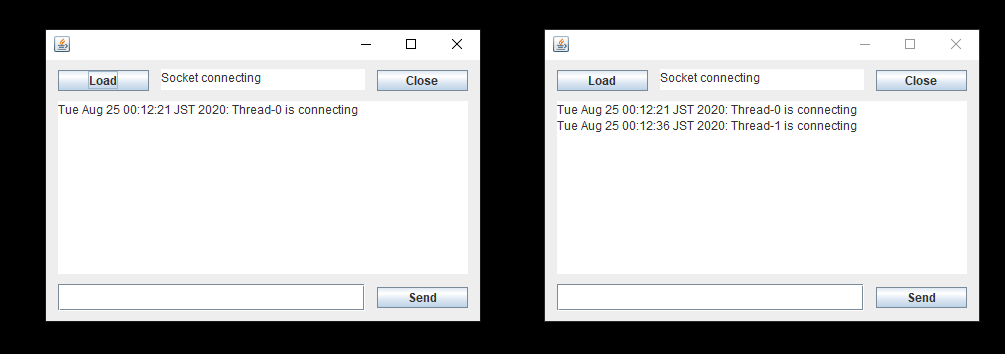 Load Socket connecting Close
Tue Aug 25 00:12:21 JST 2020: Thread-0 is connecting
Send
Load Socket connecting Close
Tue Aug 25 00:12:21 JST 2020: Thread-0 is connecting
Tue Aug 25 00:12:36 JST 2020: Thread-1 is connecting
Send